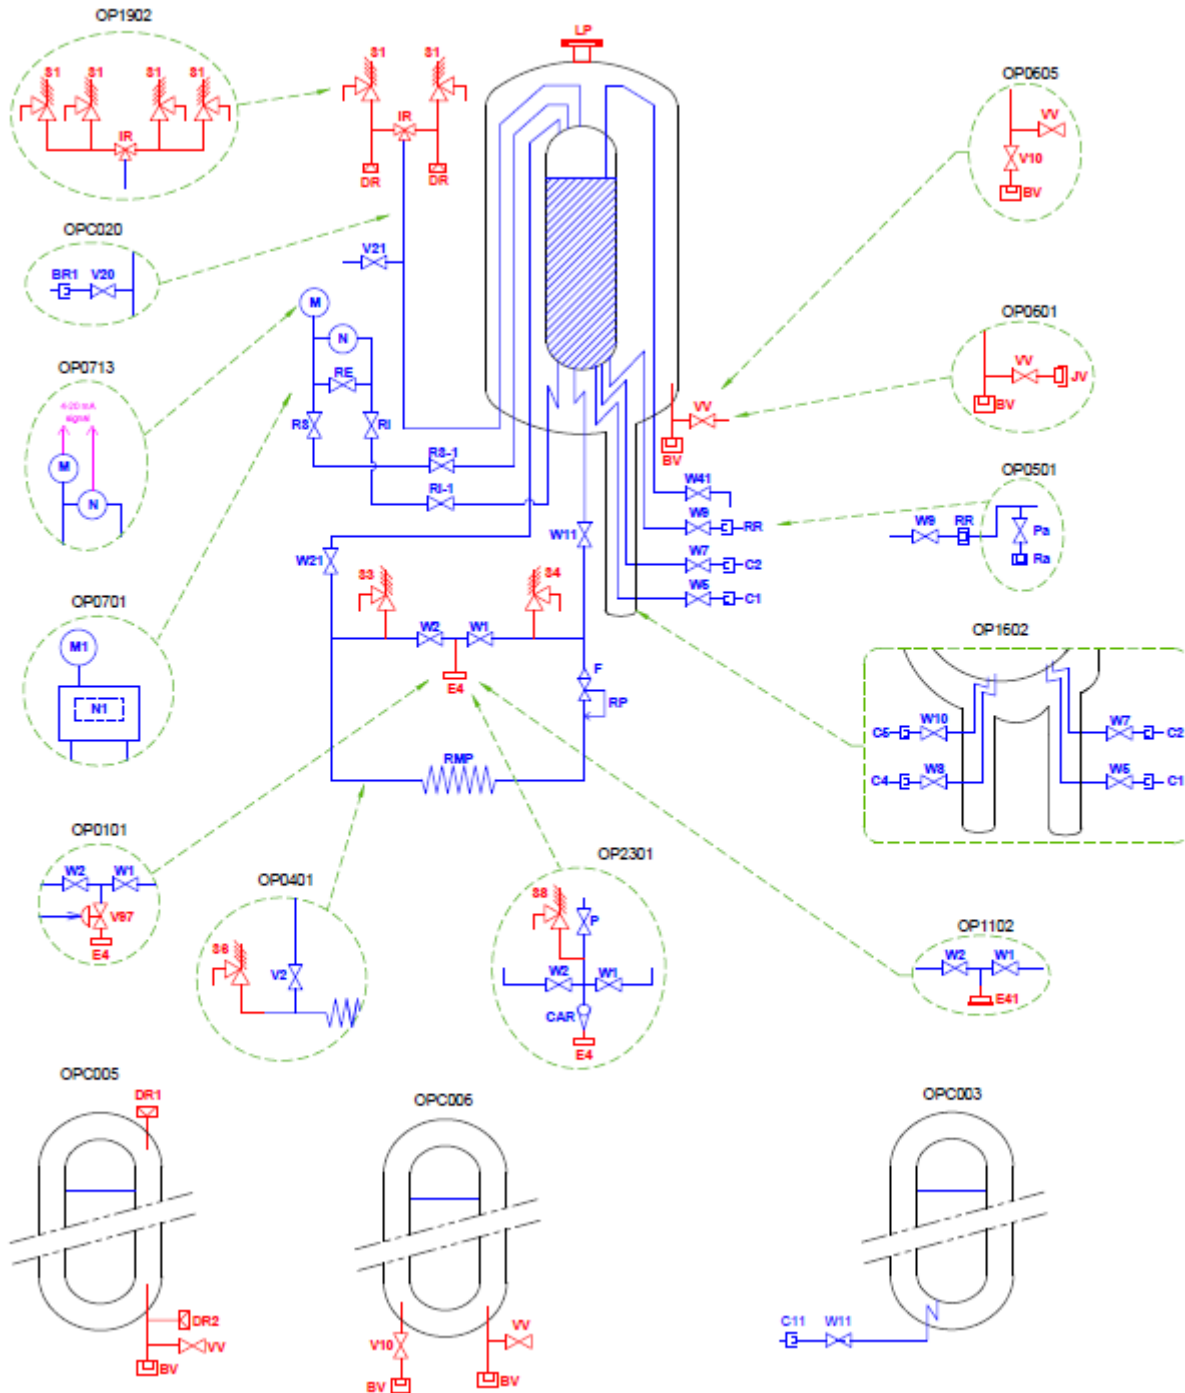 OP1902
LP
S1 S1 S1 S1
S1 S1
IR
IR
DR DR
OP0605
VV
V10
BV
OPC020
BR1 V20
V21
OP0713
4-20 mA
signal
M
N
M
N
RE
RS RI
RS-1
RI-1
OP0601
VV
JV
BV
VV
BV
OP0501
W9 RR
Pa
Ra
W41
W9 RR
W7 C2
W5 C1
W11
W21
S3 S4
W2 W1
E4
F
RP
RMP
OP0701
M1
N1
OP1602
C5 W10 W7 C2
C4 W8 W5 C1
OP0101
W2 W1
V97
E4
OP0401
S6
V2
OP2301
S8
P
W2 W1
CAR
E4
OP1102
W2 W1
E41
OPC005
DR1
DR2
VV
BV
OPC006
V10
VV
BV
BV
OPC003
C11 W11